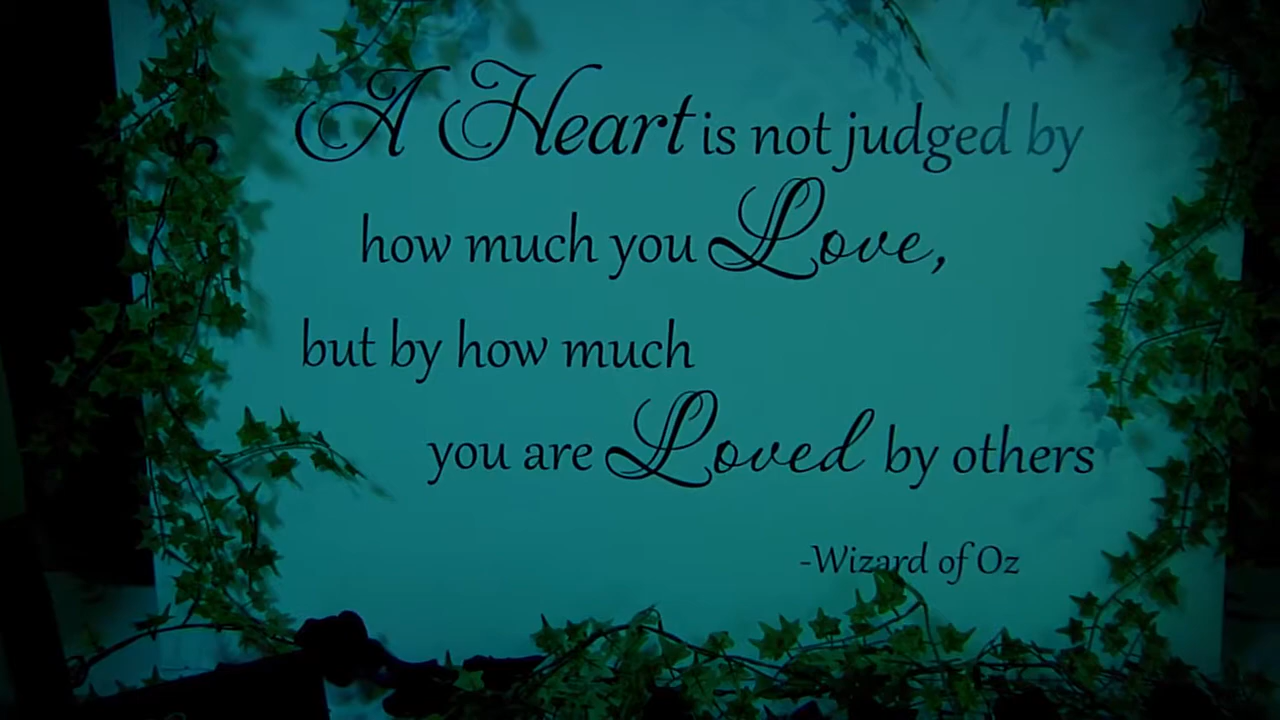 A Heart is not judged by
how much you Love,
but by how much
you are Loved by others
-Wizard of Oz